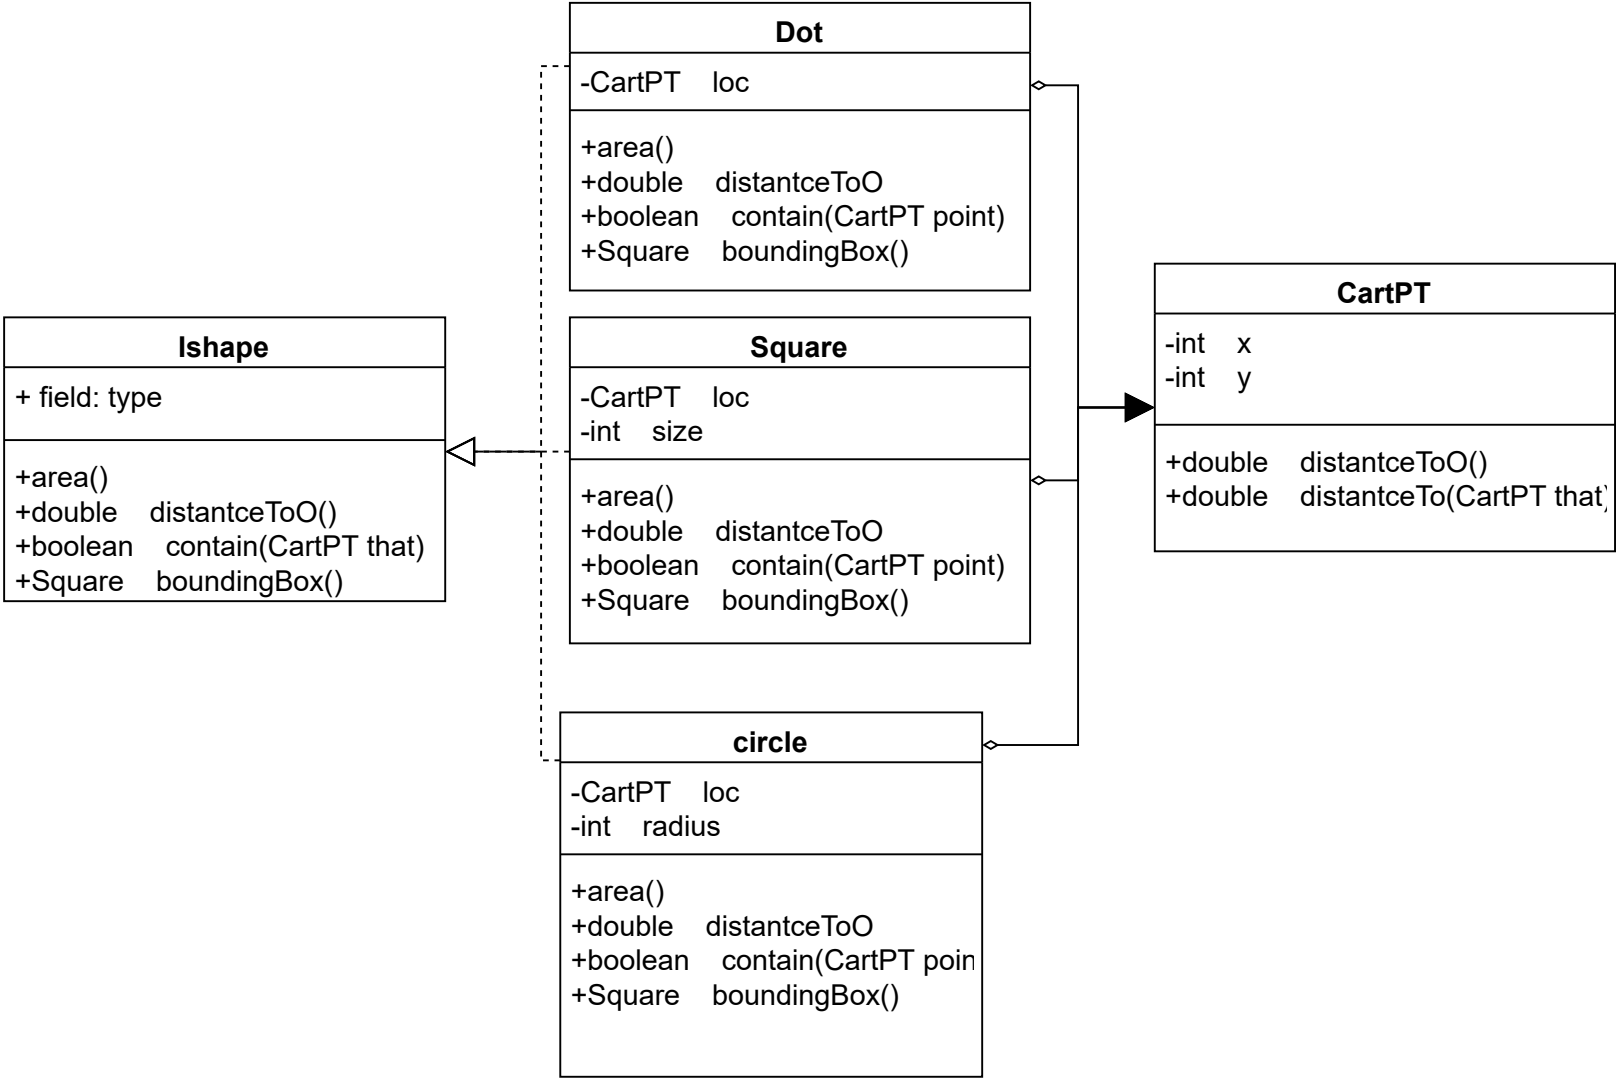 Dot
-CartPT loc
+area()
+double distantceToO
+boolean contain(CartPT point)
+Square boundingBox()
Ishape
+ field: type
+area()
+double distantceToO()
+boolean contain(CartPT that)
+Square boundingBox()
Square
-CartPT loc
-int size
+area()
+double distantceToO
+boolean contain(CartPT point)
+Square boundingBox()
CartPT
-int x
-int y
+double distantceToO()
+double distantceTo(CartPT that)
circle
-CartPT loc
-int radius
+area()
+double distantceToO
+boolean contain(CartPT poin
+Square boundingBox()